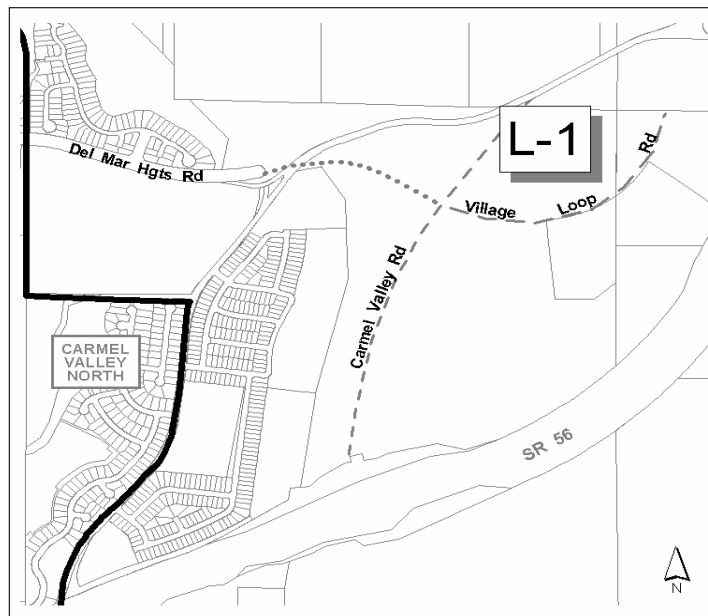 L-1
Del Mar Hgts Rd
Village Loop Rd
Carmel Valley Rd
CARMEL
VALLEY
NORTH
SR 56
N